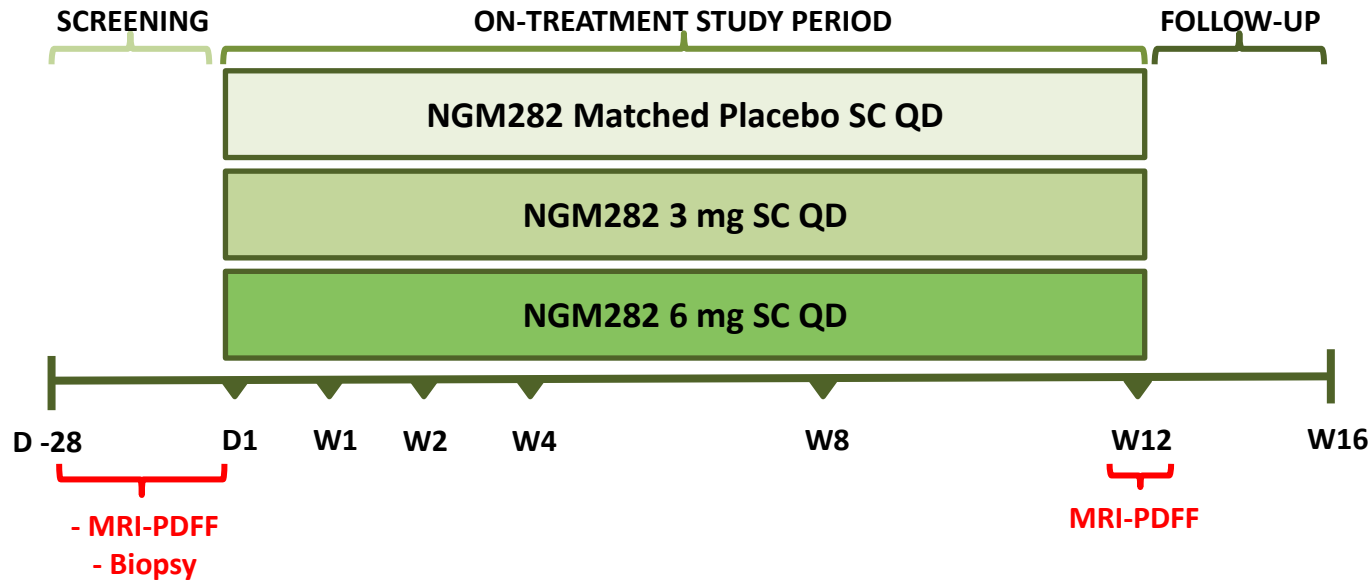 SCREENING
ON-TREATMENT STUDY PERIOD
FOLLOW-UP
NGM282 Matched Placebo SC QD
NGM282 3 mg SC QD
NGM282 6 mg SC QD
D -28
D1
W1
W2
W4
W8
W12
W16
- MRI-PDFF
- Biopsy
MRI-PDFF